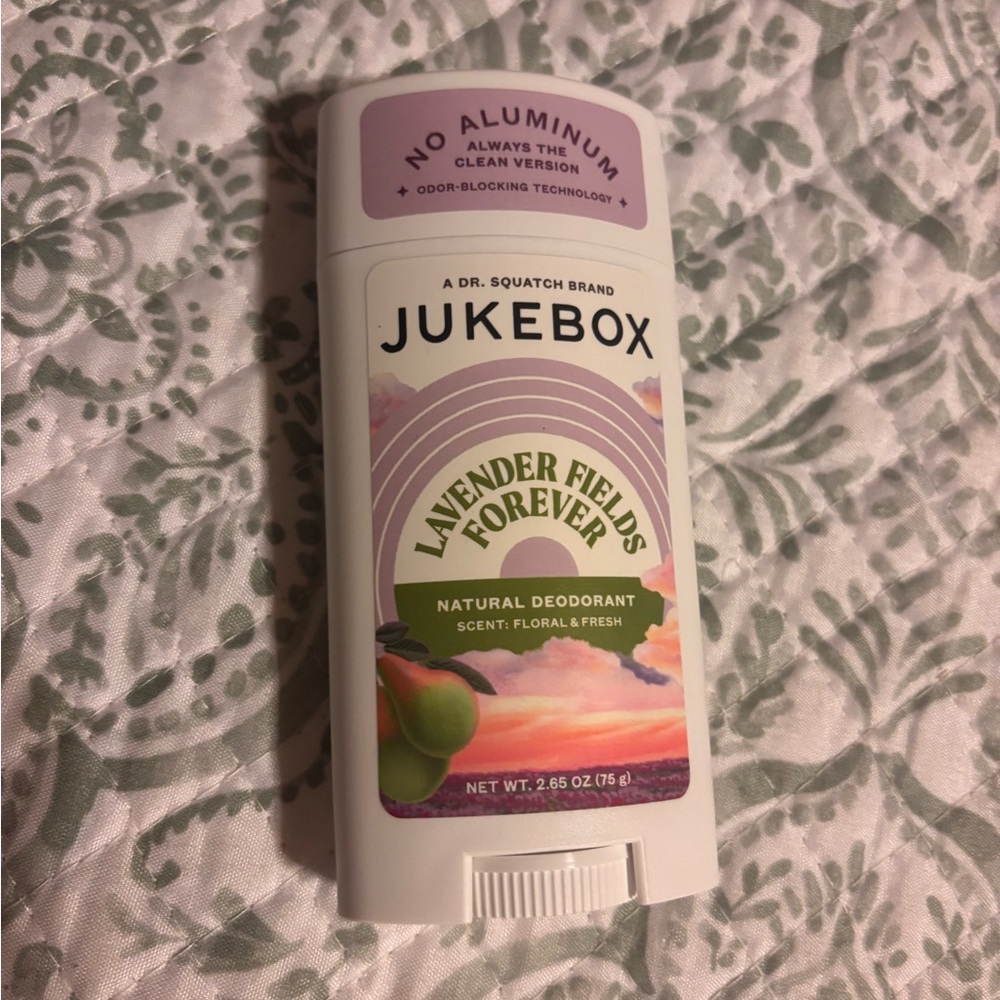 NO ALUMINUM
ALWAYS THE
CLEAN VERSION
ODOR-BLOCKING TECHNOLOGY
A DR. SQUATCH BRAND
JUKEBOX
LAVENDER FIELDS
FOREVER
NATURAL DEODORANT
SCENT: FLORAL & FRESH
NET WT. 2.65 OZ (75 g)